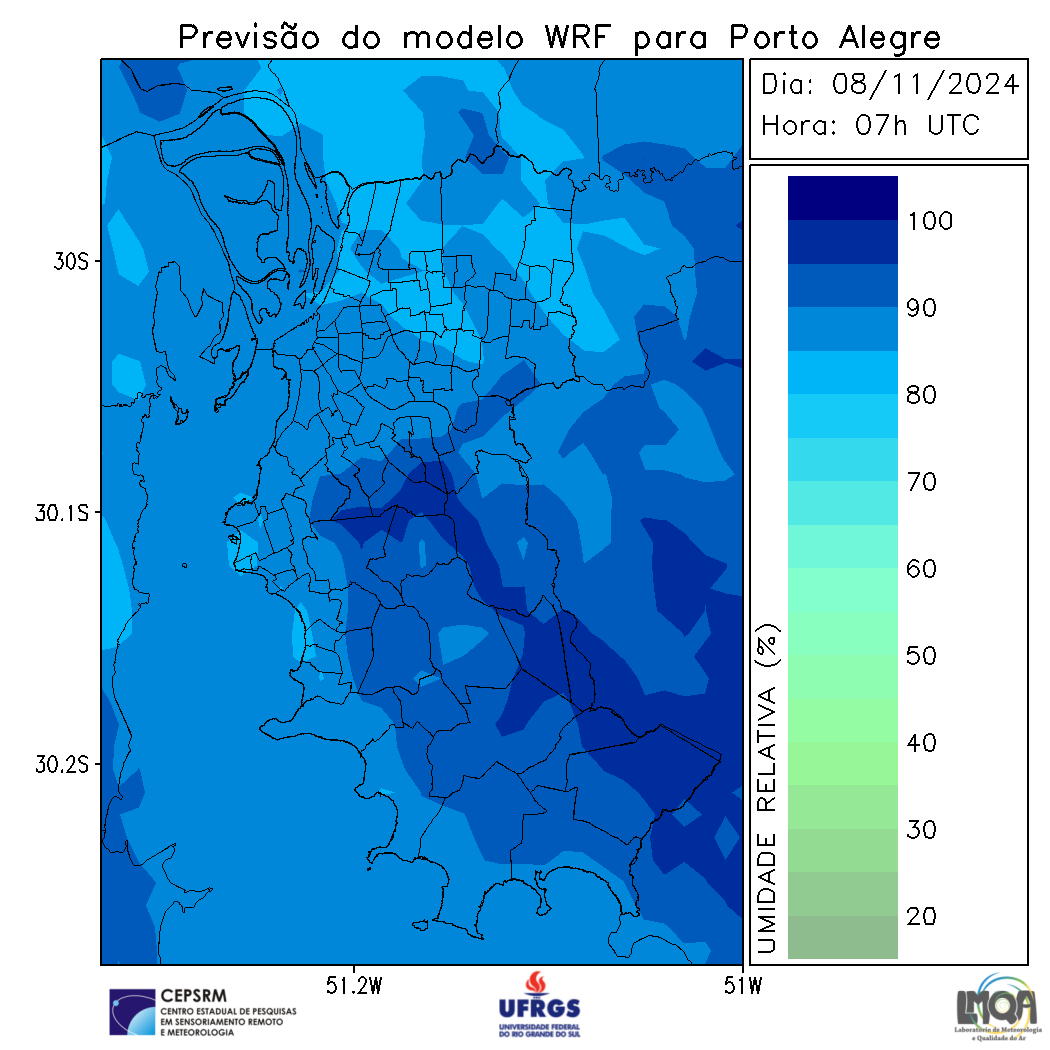 Previsão do modelo WRF para Porto Alegre
Dia: 08/11/2024
Hora: 07h UTC
30S
30.1S
30.2S
51.2W
51W
100
90
80
70
60
50
40
30
20
UMIDADE RELATIVA (%)
CEPSRM
CENTRO ESTADUAL DE PESQUISAS
EM SENSORIAMENTO REMOTO
E METEOROLOGIA
UFRGS
UNIVERSIDADE FEDERAL
DO RIO GRANDE DO SUL
LMQA
Laboratório de Meteorologia
e Qualidade do Ar